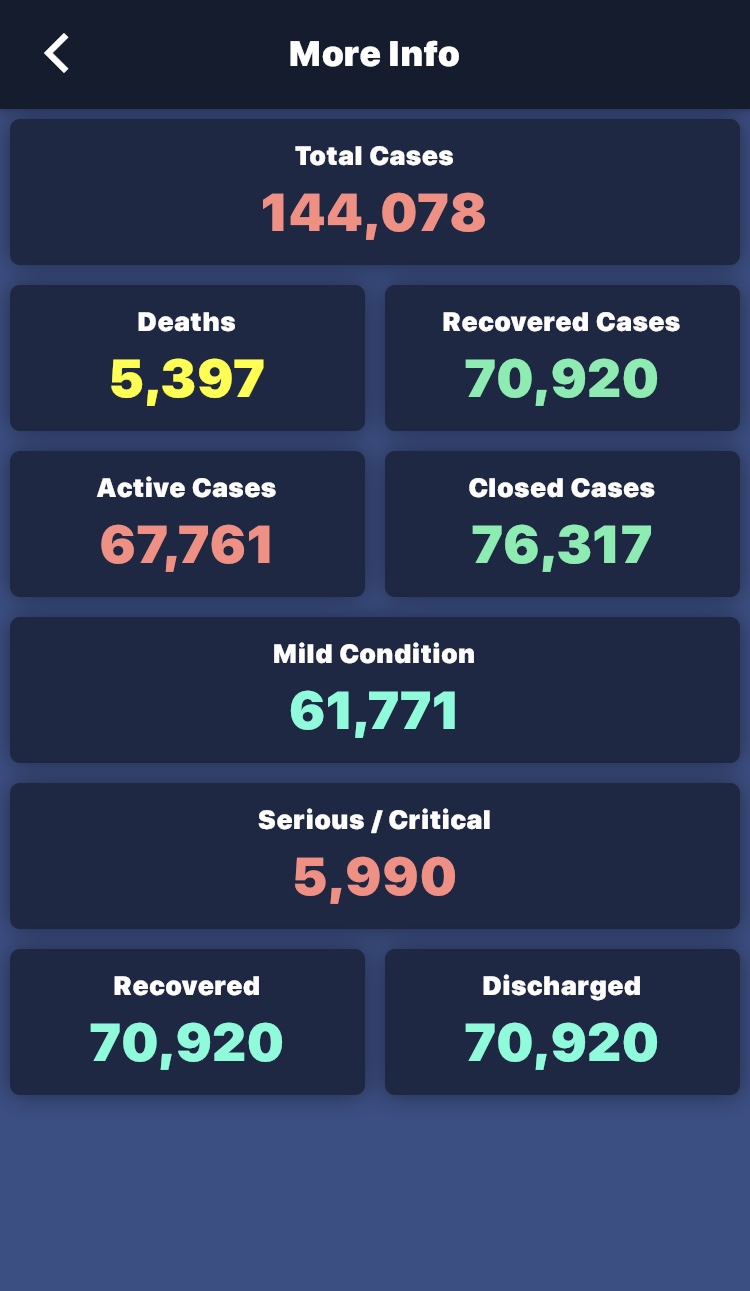 More Info
Total Cases
144,078
Deaths
5,397
Recovered Cases
70,920
Active Cases
67,761
Closed Cases
76,317
Mild Condition
61,771
Serious / Critical
5,990
Recovered
70,920
Discharged
70,920